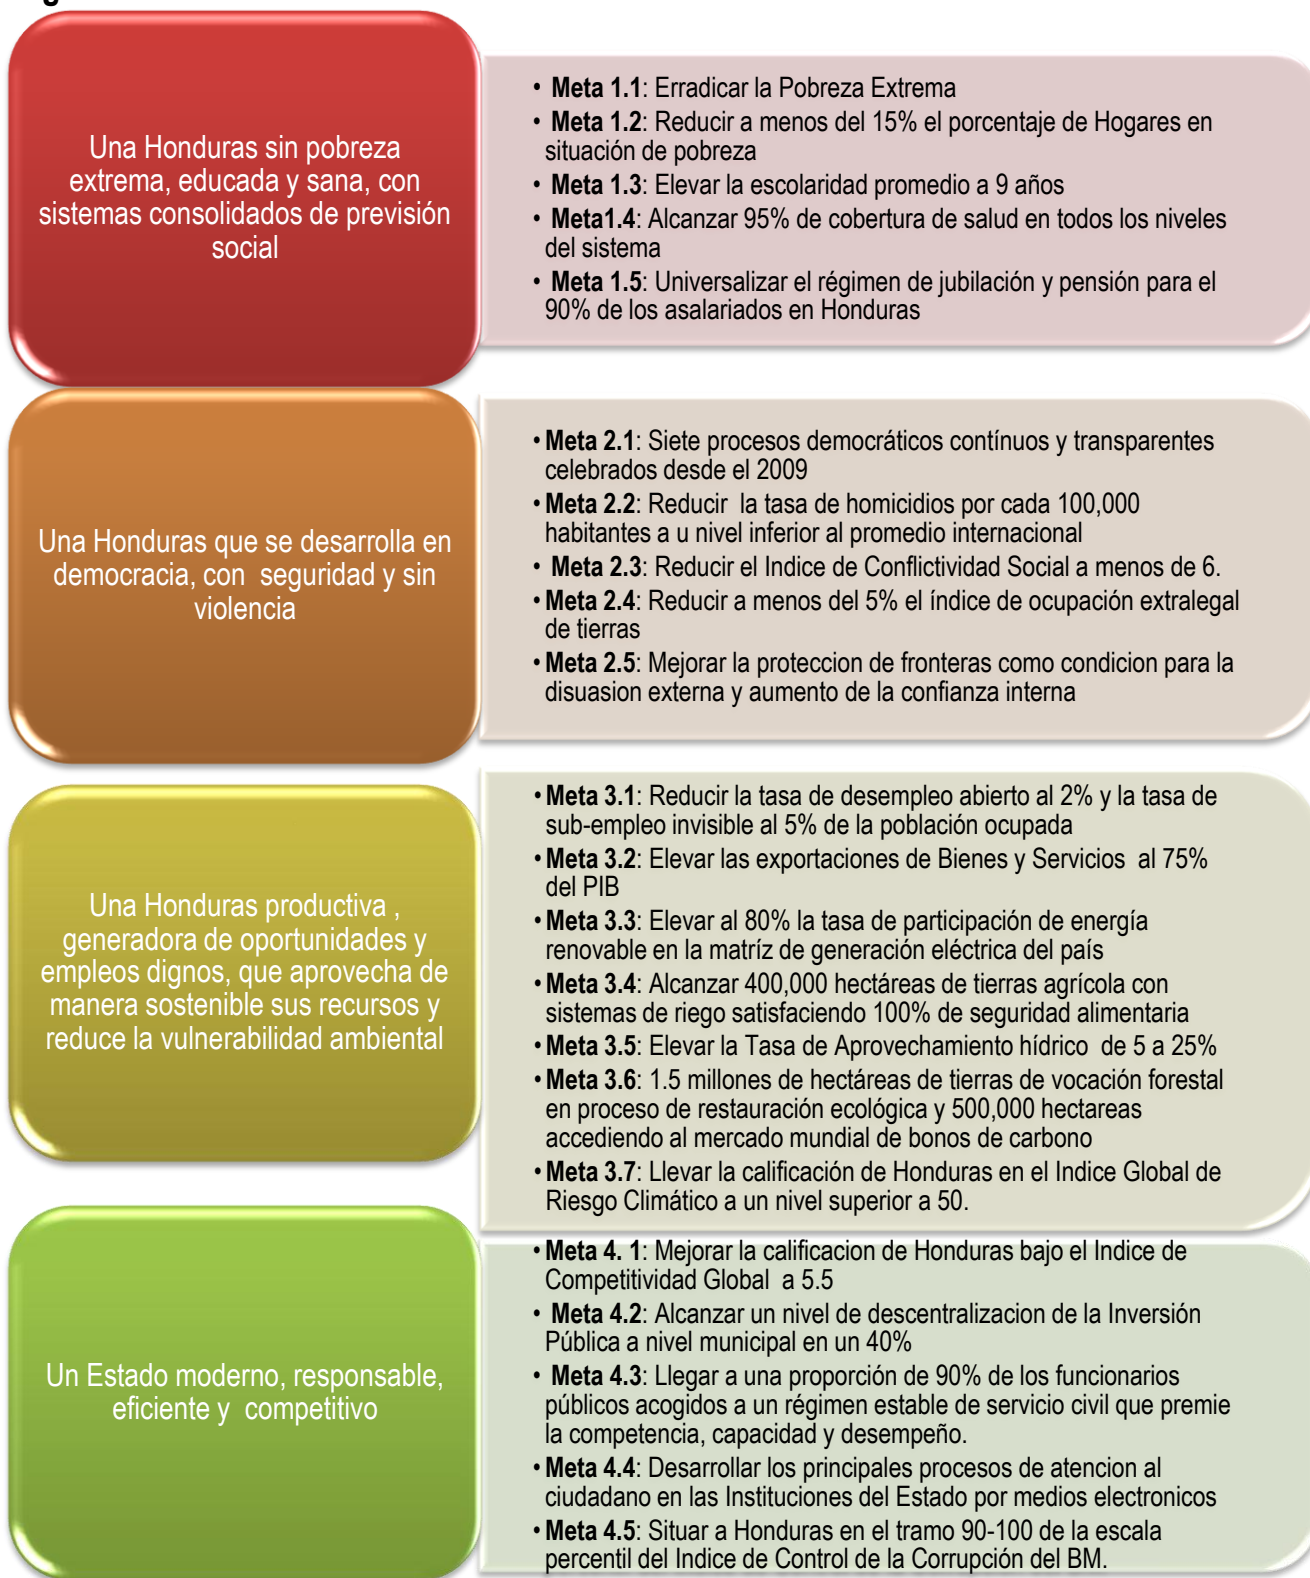 Una Honduras sin pobreza
extrema, educada y sana, con
sistemas consolidados de previsión
social
• Meta 1.1: Erradicar la Pobreza Extrema
• Meta 1.2: Reducir a menos del 15% el porcentaje de Hogares en
situación de pobreza
• Meta 1.3: Elevar la escolaridad promedio a 9 años
• Meta1.4: Alcanzar 95% de cobertura de salud en todos los niveles
del sistema
• Meta 1.5: Universalizar el régimen de jubilación y pensión para el
90% de los asalariados en Honduras
Una Honduras que se desarrolla en
democracia, con seguridad y sin
violencia
• Meta 2.1: Siete procesos democráticos contínuos y transparentes
celebrados desde el 2009
• Meta 2.2: Reducir la tasa de homicidios por cada 100,000
habitantes a u nivel inferior al promedio internacional
• Meta 2.3: Reducir el Indice de Conflictividad Social a menos de 6.
• Meta 2.4: Reducir a menos del 5% el índice de ocupación extralegal
de tierras
• Meta 2.5: Mejorar la proteccion de fronteras como condicion para la
disuasion externa y aumento de la confianza interna
Una Honduras productiva ,
generadora de oportunidades y
empleos dignos, que aprovecha de
manera sostenible sus recursos y
reduce la vulnerabilidad ambiental
• Meta 3.1: Reducir la tasa de desempleo abierto al 2% y la tasa de
sub-empleo invisible al 5% de la población ocupada
• Meta 3.2: Elevar las exportaciones de Bienes y Servicios al 75%
del PIB
• Meta 3.3: Elevar al 80% la tasa de participación de energía
renovable en la matríz de generación eléctrica del país
• Meta 3.4: Alcanzar 400,000 hectáreas de tierras agrícola con
sistemas de riego satisfaciendo 100% de seguridad alimentaria
• Meta 3.5: Elevar la Tasa de Aprovechamiento hídrico de 5 a 25%
• Meta 3.6: 1.5 millones de hectáreas de tierras de vocación forestal
en proceso de restauración ecológica y 500,000 hectareas
accediendo al mercado mundial de bonos de carbono
• Meta 3.7: Llevar la calificación de Honduras en el Indice Global de
Riesgo Climático a un nivel superior a 50.
Un Estado moderno, responsable,
eficiente y competitivo
• Meta 4. 1: Mejorar la calificacion de Honduras bajo el Indice de
Competitividad Global a 5.5
• Meta 4.2: Alcanzar un nivel de descentralizacion de la Inversión
Pública a nivel municipal en un 40%
• Meta 4.3: Llegar a una proporción de 90% de los funcionarios
públicos acogidos a un régimen estable de servicio civil que premie
la competencia, capacidad y desempeño.
• Meta 4.4: Desarrollar los principales procesos de atencion al
ciudadano en las Instituciones del Estado por medios electronicos
• Meta 4.5: Situar a Honduras en el tramo 90-100 de la escala
percentil del Indice de Control de la Corrupción del BM.